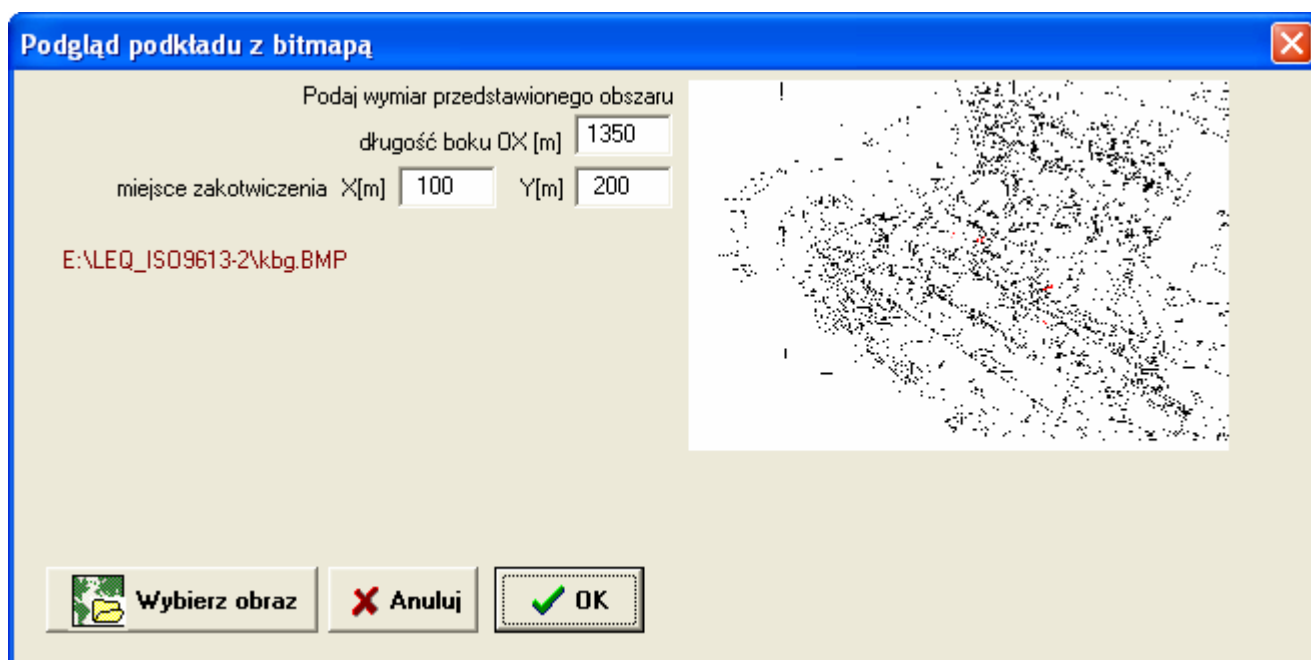 Podgląd podkładu z bitmapą
Podaj wymiar przedstawionego obszaru
długość boku OX [m] 1350
miejsce zakotwiczenia X[m] 100 Y[m] 200
E:\LEQ_ISO9613-2\kbg.BMP
Wybierz obraz Anuluj OK